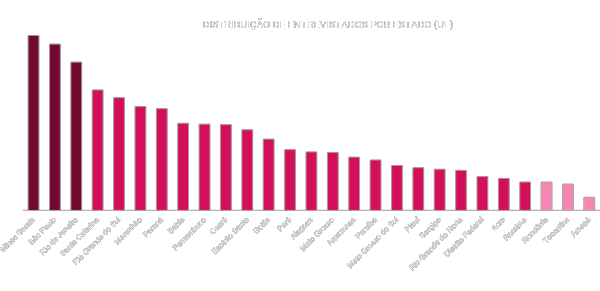 DISTRIBUIÇÃO DE ENTREVISTADOS POR ESTADO (UF)
Minas Gerais
São Paulo
Rio de Janeiro
Santa Catarina
Rio Grande do Sul
Maranhão
Paraná
Bahia
Pernambuco
Ceará
Espírito Santo
Goiás
Pará
Alagoas
Mato Grosso
Amazonas
Paraíba
Mato Grosso do Sul
Piauí
Sergipe
Rio Grande do Norte
Distrito Federal
Acre
Roraima
Rondônia
Tocantins
Amapá